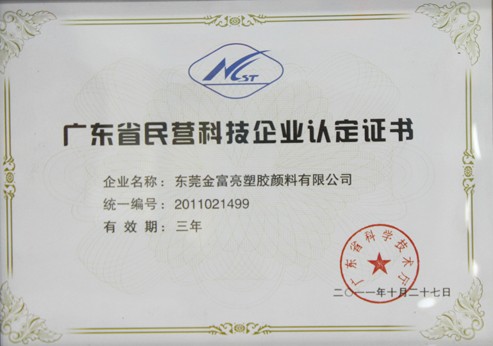 NCST
广东省民营科技企业认定证书
企业名称：东莞金富亮塑胶颜料有限公司
统一编号：2011021499
有效期：三年
广东省科学技术厅
二〇一一年十月二十七日